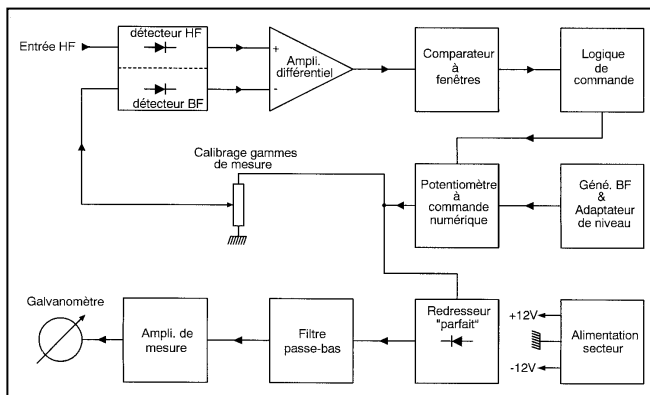 Entrée HF
détecteur HF
détecteur BF
+
-
Ampli.
différentiel
Comparateur
à
fenêtres
Logique
de
commande
Calibrage gammes
de mesure
Potentiomètre
à
commande
numérique
Géné. BF
&
Adaptateur
de niveau
Galvanomètre
Ampli. de
mesure
Filtre
passe-bas
Redresseur
"parfait"
+12V
-12V
Alimentation
secteur